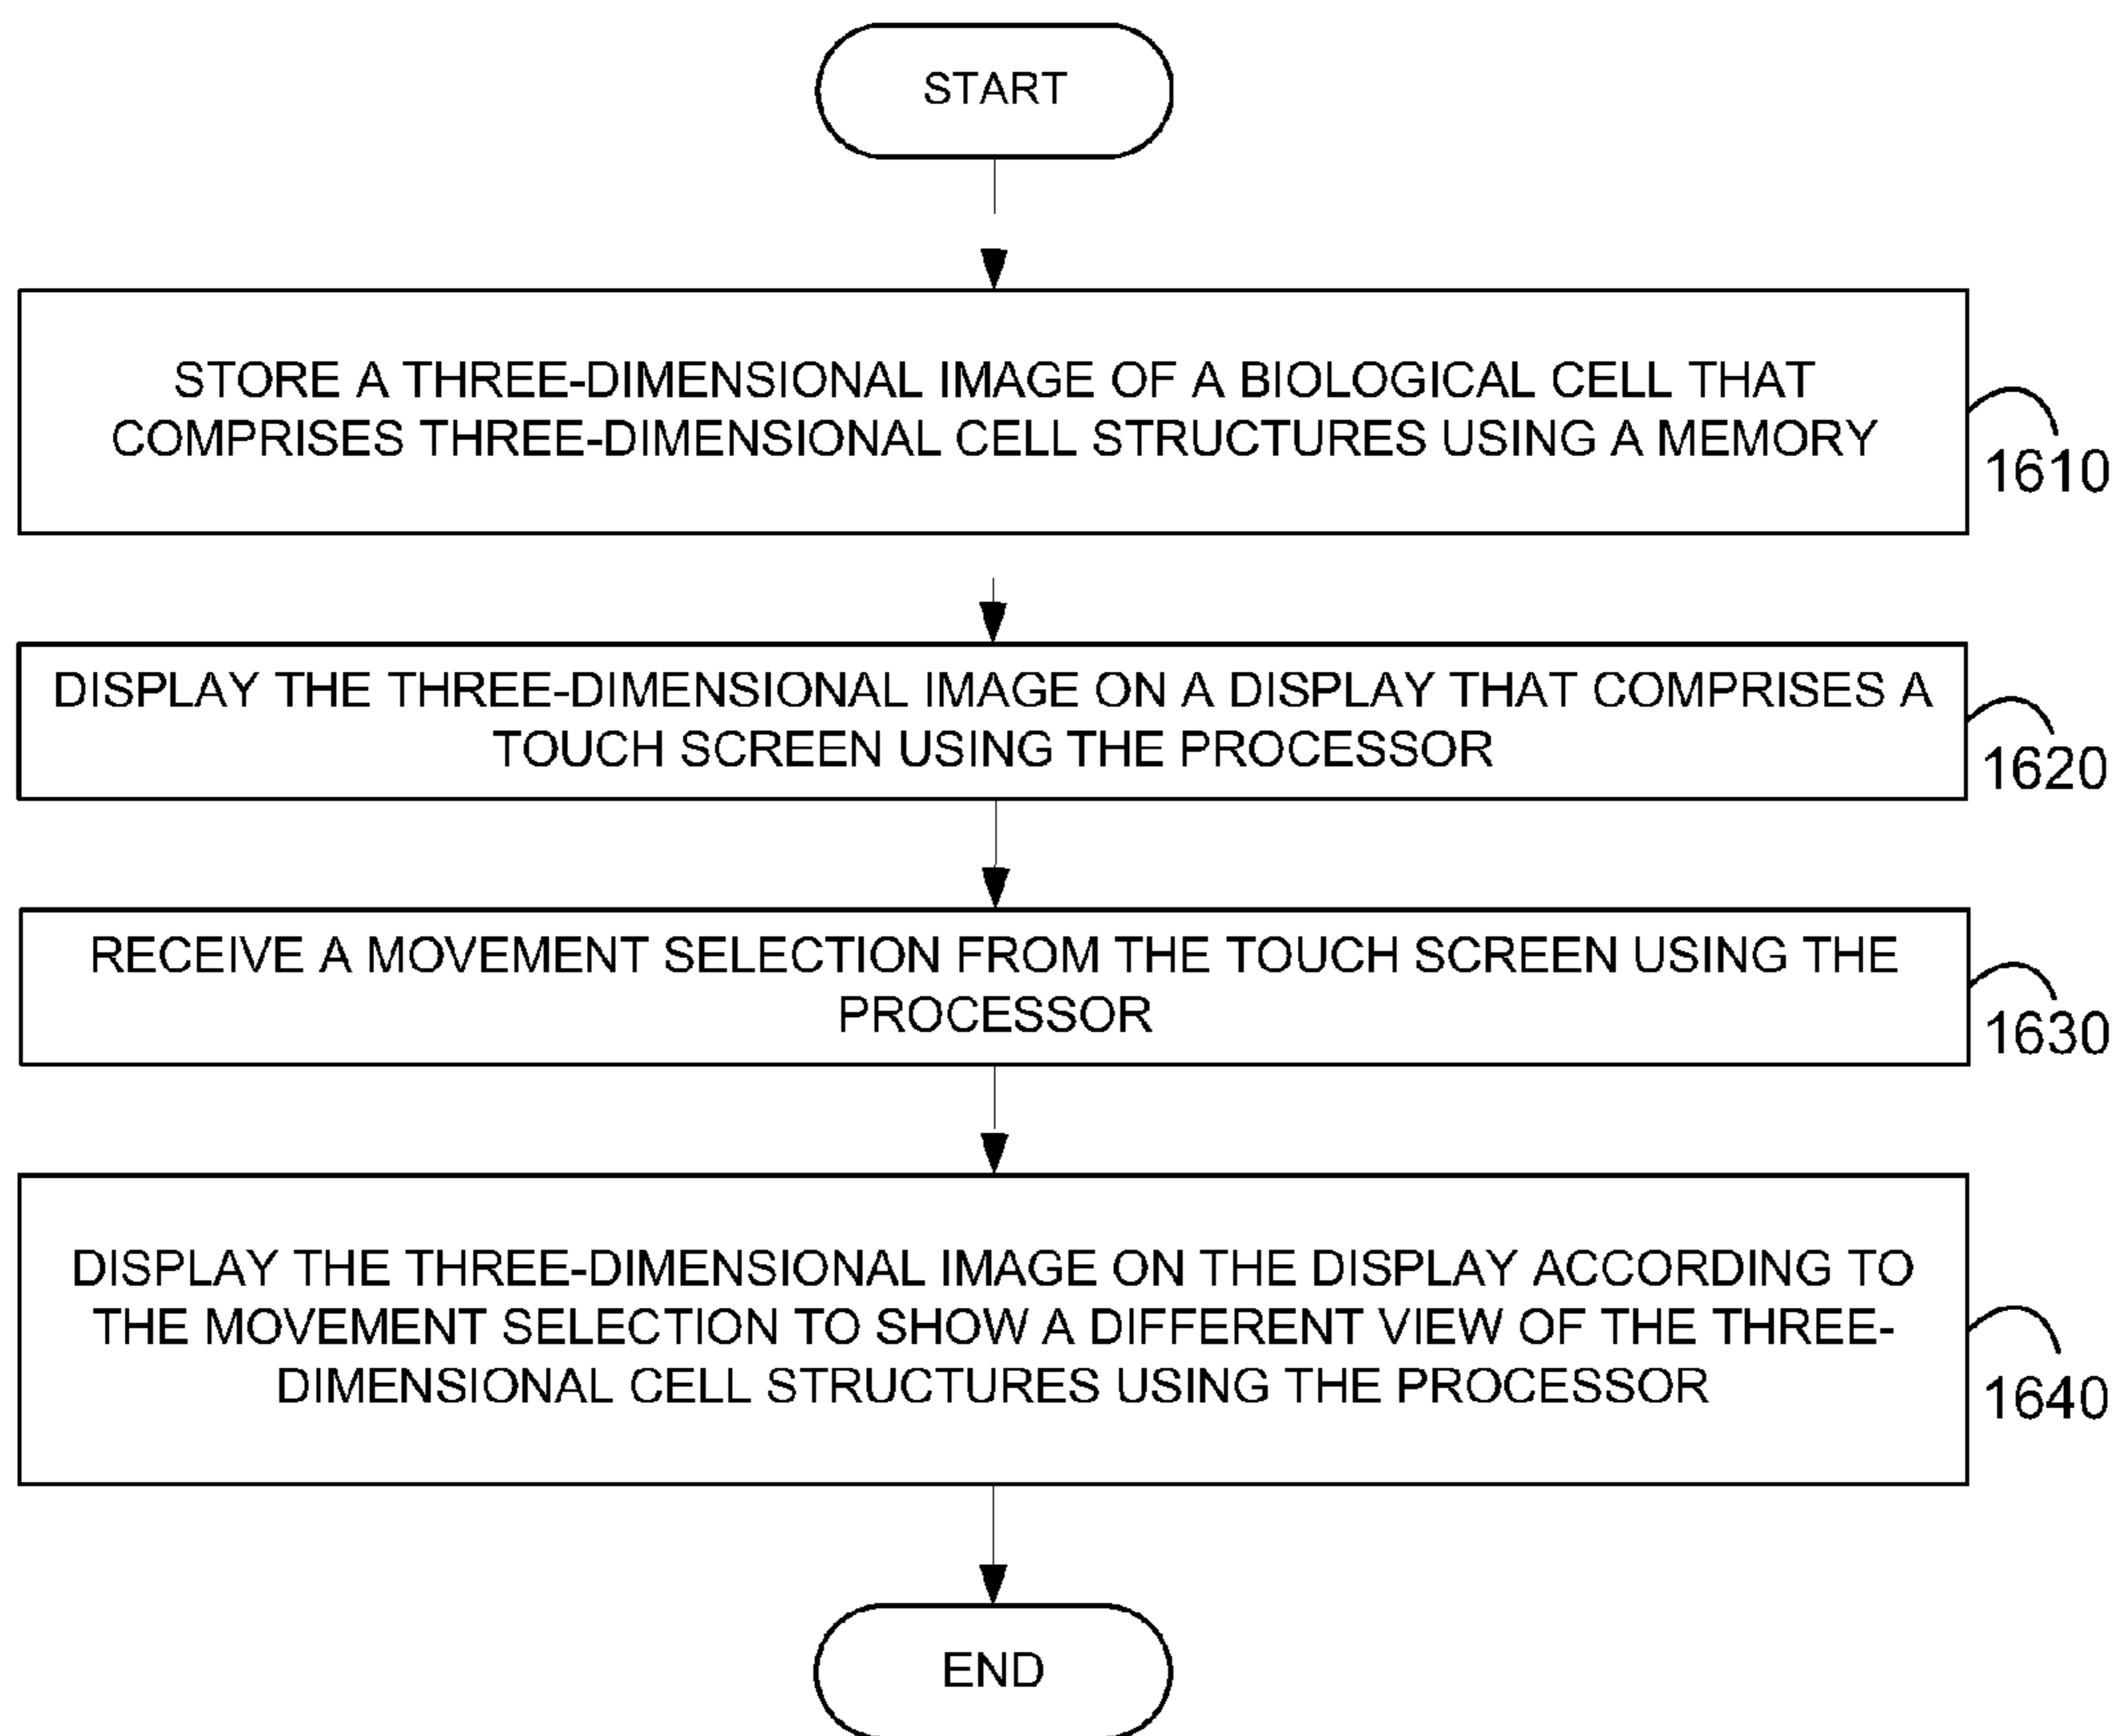 START
STORE A THREE-DIMENSIONAL IMAGE OF A BIOLOGICAL CELL THAT
COMPRISES THREE-DIMENSIONAL CELL STRUCTURES USING A MEMORY
1610
DISPLAY THE THREE-DIMENSIONAL IMAGE ON A DISPLAY THAT COMPRISES A
TOUCH SCREEN USING THE PROCESSOR
1620
RECEIVE A MOVEMENT SELECTION FROM THE TOUCH SCREEN USING THE
PROCESSOR
1630
DISPLAY THE THREE-DIMENSIONAL IMAGE ON THE DISPLAY ACCORDING TO
THE MOVEMENT SELECTION TO SHOW A DIFFERENT VIEW OF THE THREE-
DIMENSIONAL CELL STRUCTURES USING THE PROCESSOR
1640
END